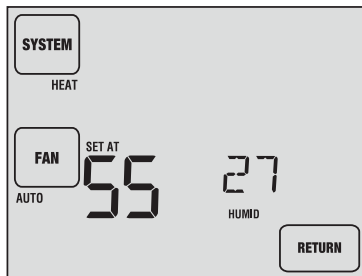 SYSTEM
HEAT
FAN
AUTO
SET AT
55
27
HUMID
RETURN